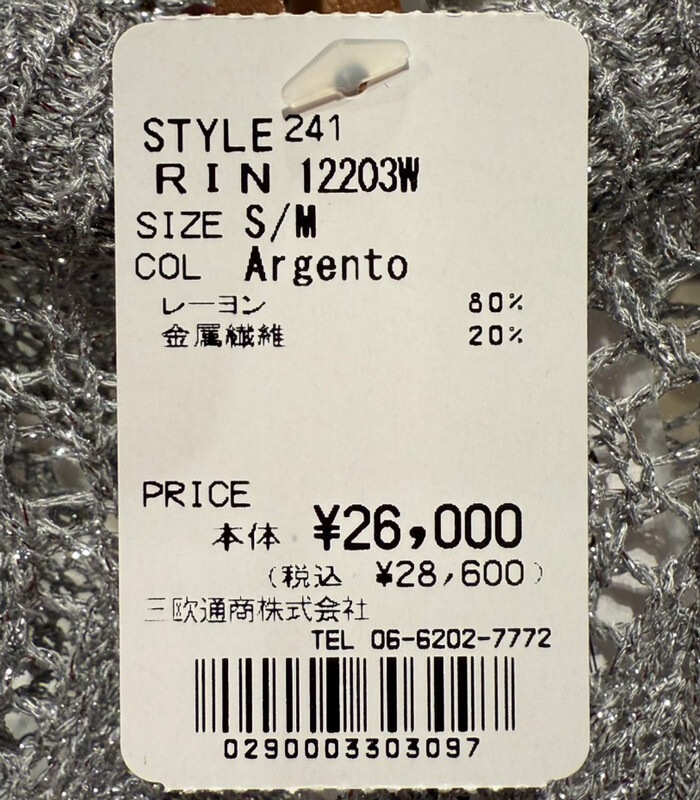 STYLE 241
RIN 12203W
SIZE S/M
COL Argento
レーヨン 80%
金属繊維 20%
PRICE
本体 ¥26,000
(税込 ¥28,600)
三欧通商株式会社
TEL 06-6202-7772
0290003303097